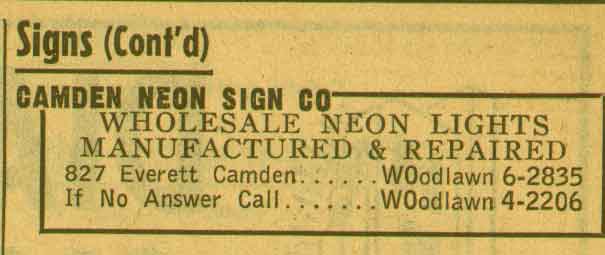 Signs (Cont'd)
CAMDEN NEON SIGN CO
WHOLESALE NEON LIGHTS
MANUFACTURED & REPAIRED
827 Everett Camden......WOodlawn 6-2835
If No Answer Call.......WOodlawn 4-2206